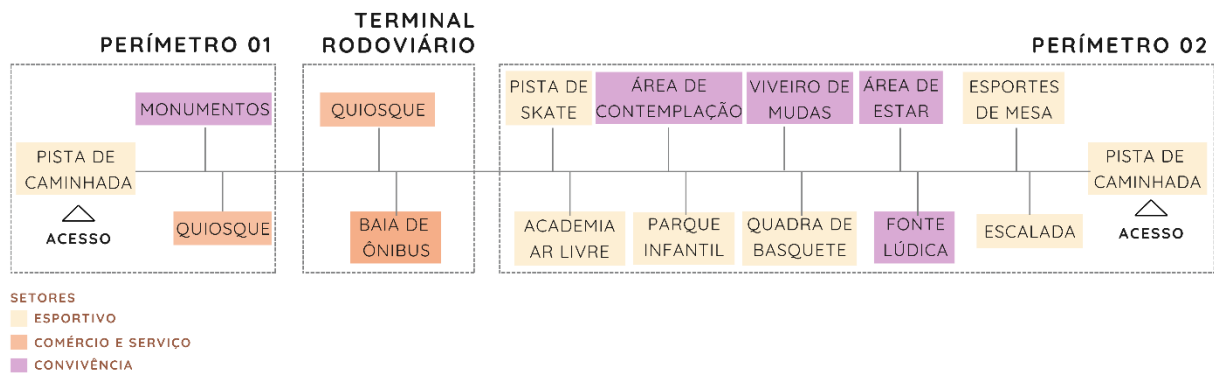 PERÍMETRO 01
TERMINAL
RODOVIÁRIO
PERÍMETRO 02
MONUMENTOS
PISTA DE
CAMINHADA
ACESSO
QUIOSQUE
QUIOSQUE
BAIA DE
ÔNIBUS
PISTA DE
SKATE
ÁREA DE
CONTEMPLAÇÃO
VIVEIRO DE
MUDAS
ÁREA DE
ESTAR
ESPORTES
DE MESA
ACADEMIA
AR LIVRE
PARQUE
INFANTIL
QUADRA DE
BASQUETE
FONTE
LÚDICA
ESCALADA
PISTA DE
CAMINHADA
ACESSO
SETORES
ESPORTIVO
COMÉRCIO E SERVIÇO
CONVIVÊNCIA